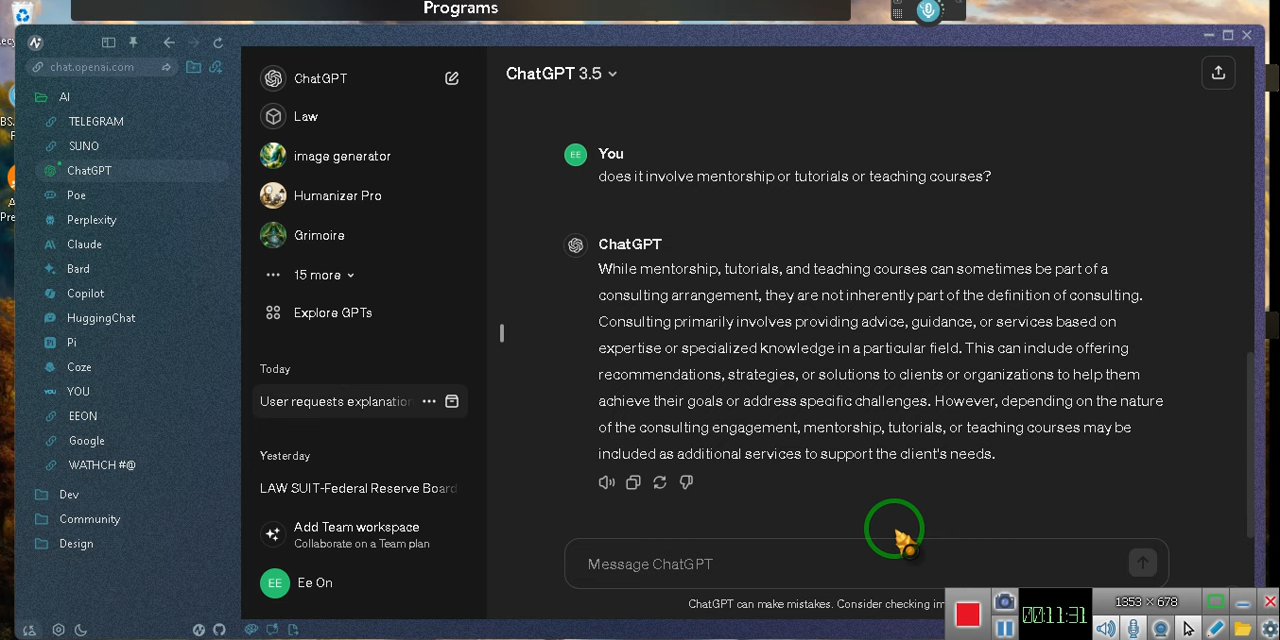 Programs
chat.openai.com
AI
TELEGRAM
SUNO
ChatGPT
Poe
Perplexity
Claude
Bard
Copilot
HuggingChat
Pi
Coze
YOU
EEON
Google
WATHCH #@
Dev
Community
Design
ChatGPT
Law
image generator
Humanizer Pro
Grimoire
15 more
Explore GPTs
Today
User requests explanation
Yesterday
LAW SUIT-Federal Reserve Board
Add Team workspace
Collaborate on a Team plan
EE Ee On
ChatGPT 3.5
EE You
does it involve mentorship or tutorials or teaching courses?
ChatGPT
While mentorship, tutorials, and teaching courses can sometimes be part of a
consulting arrangement, they are not inherently part of the definition of consulting.
Consulting primarily involves providing advice, guidance, or services based on
expertise or specialized knowledge in a particular field. This can include offering
recommendations, strategies, or solutions to clients or organizations to help them
achieve their goals or address specific challenges. However, depending on the nature
of the consulting engagement, mentorship, tutorials, or teaching courses may be
included as additional services to support the client's needs.
Message ChatGPT
ChatGPT can make mistakes. Consider checking im
00:11:31
1353 × 678